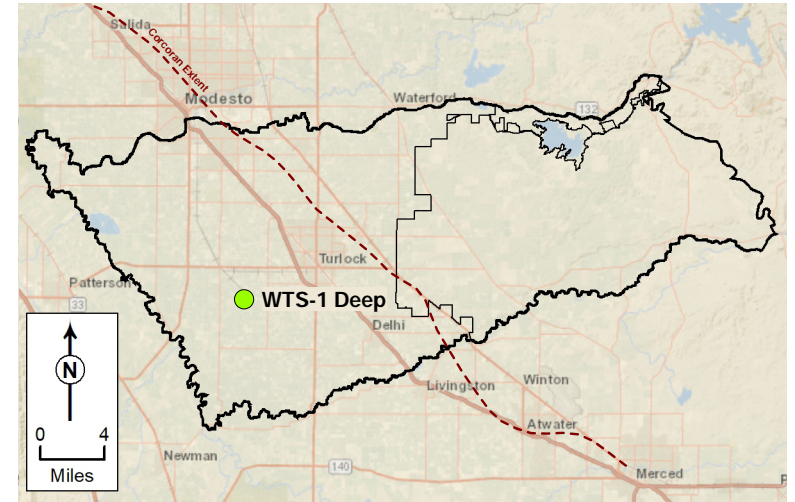 Salida
Corcoran Extent
Modesto
Waterford
132
Turlock
Patterson
WTS-1 Deep
33
Delhi
N
Livingston
Winton
0 4
Miles
Atwater
Newman
140
Merced
P